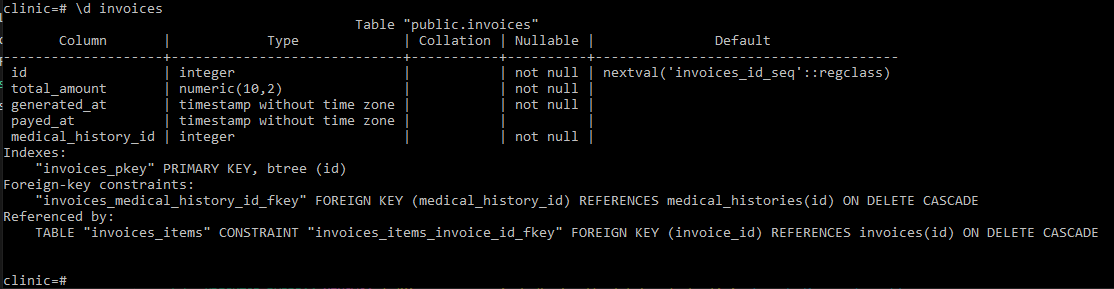 clinic=# \d invoices
                                            Table "public.invoices"
       Column       |            Type             | Collation | Nullable |               Default
--------------------+-----------------------------+-----------+----------+--------------------------------------
 id                 | integer                     |           | not null | nextval('invoices_id_seq'::regclass)
 total_amount       | numeric(10,2)               |           | not null |
 generated_at       | timestamp without time zone |           | not null |
 payed_at           | timestamp without time zone |           |          |
 medical_history_id | integer                     |           | not null |
Indexes:
    "invoices_pkey" PRIMARY KEY, btree (id)
Foreign-key constraints:
    "invoices_medical_history_id_fkey" FOREIGN KEY (medical_history_id) REFERENCES medical_histories(id) ON DELETE CASCADE
Referenced by:
    TABLE "invoices_items" CONSTRAINT "invoices_items_invoice_id_fkey" FOREIGN KEY (invoice_id) REFERENCES invoices(id) ON DELETE CASCADE
clinic=#